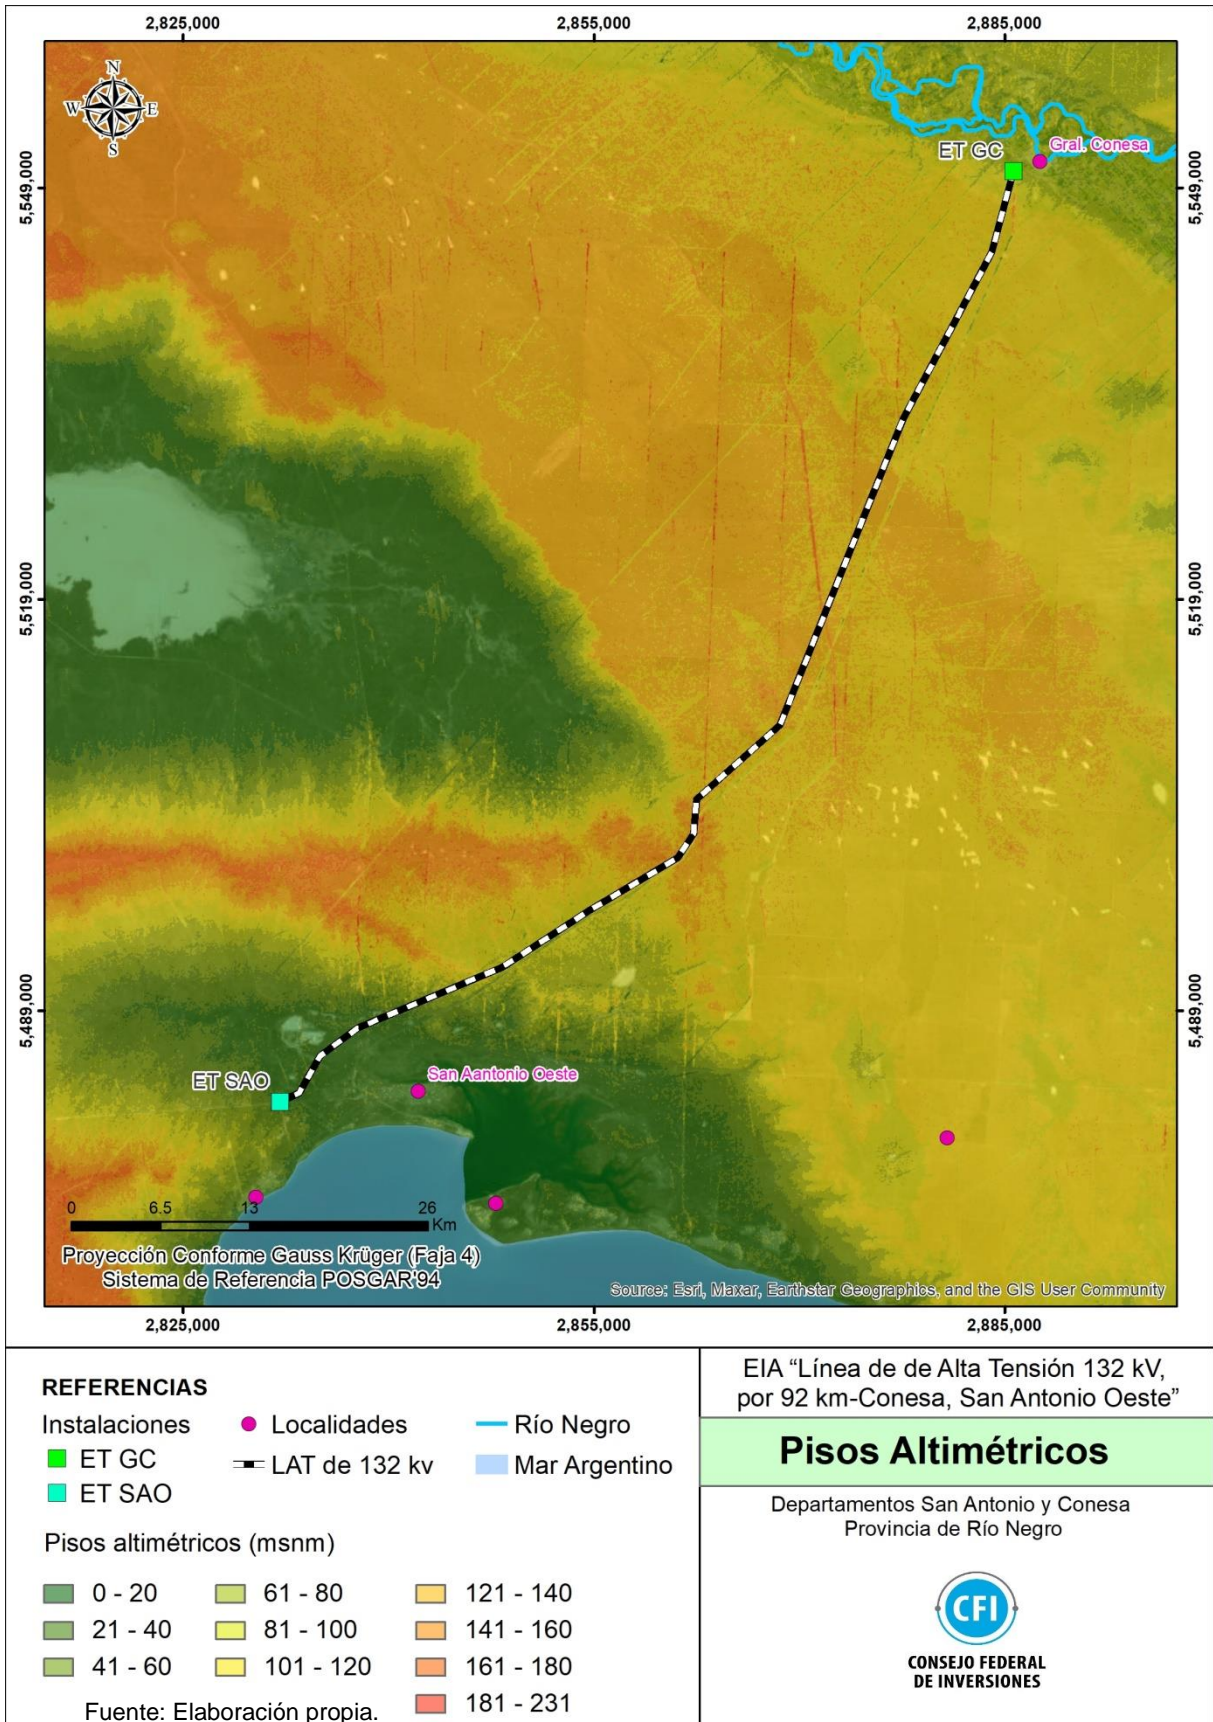 2,825,000
2,855,000
2,885,000
N
W
E
S
ET GC
Gral. Conesa
5,549,000
5,549,000
5,519,000
5,519,000
5,489,000
5,489,000
ET SAO
San Aantonio Oeste
0
6.5
13
26
Km
Proyección Conforme Gauss Krüger (Faja 4)
Sistema de Referencia POSGAR'94
Source: Esri, Maxar, Earthstar Geographics, and the GIS User Community
2,825,000
2,855,000
2,885,000
REFERENCIAS
Instalaciones
ET GC
ET SAO
Localidades
LAT de 132 kv
Río Negro
Mar Argentino
Pisos altimétricos (msnm)
0 - 20
21 - 40
41 - 60
61 - 80
81 - 100
101 - 120
121 - 140
141 - 160
161 - 180
181 - 231
Fuente: Elaboración propia.
EIA “Línea de de Alta Tensión 132 kV,
por 92 km-Conesa, San Antonio Oeste”
Pisos Altimétricos
Departamentos San Antonio y Conesa
Provincia de Río Negro
CFI
CONSEJO FEDERAL
DE INVERSIONES